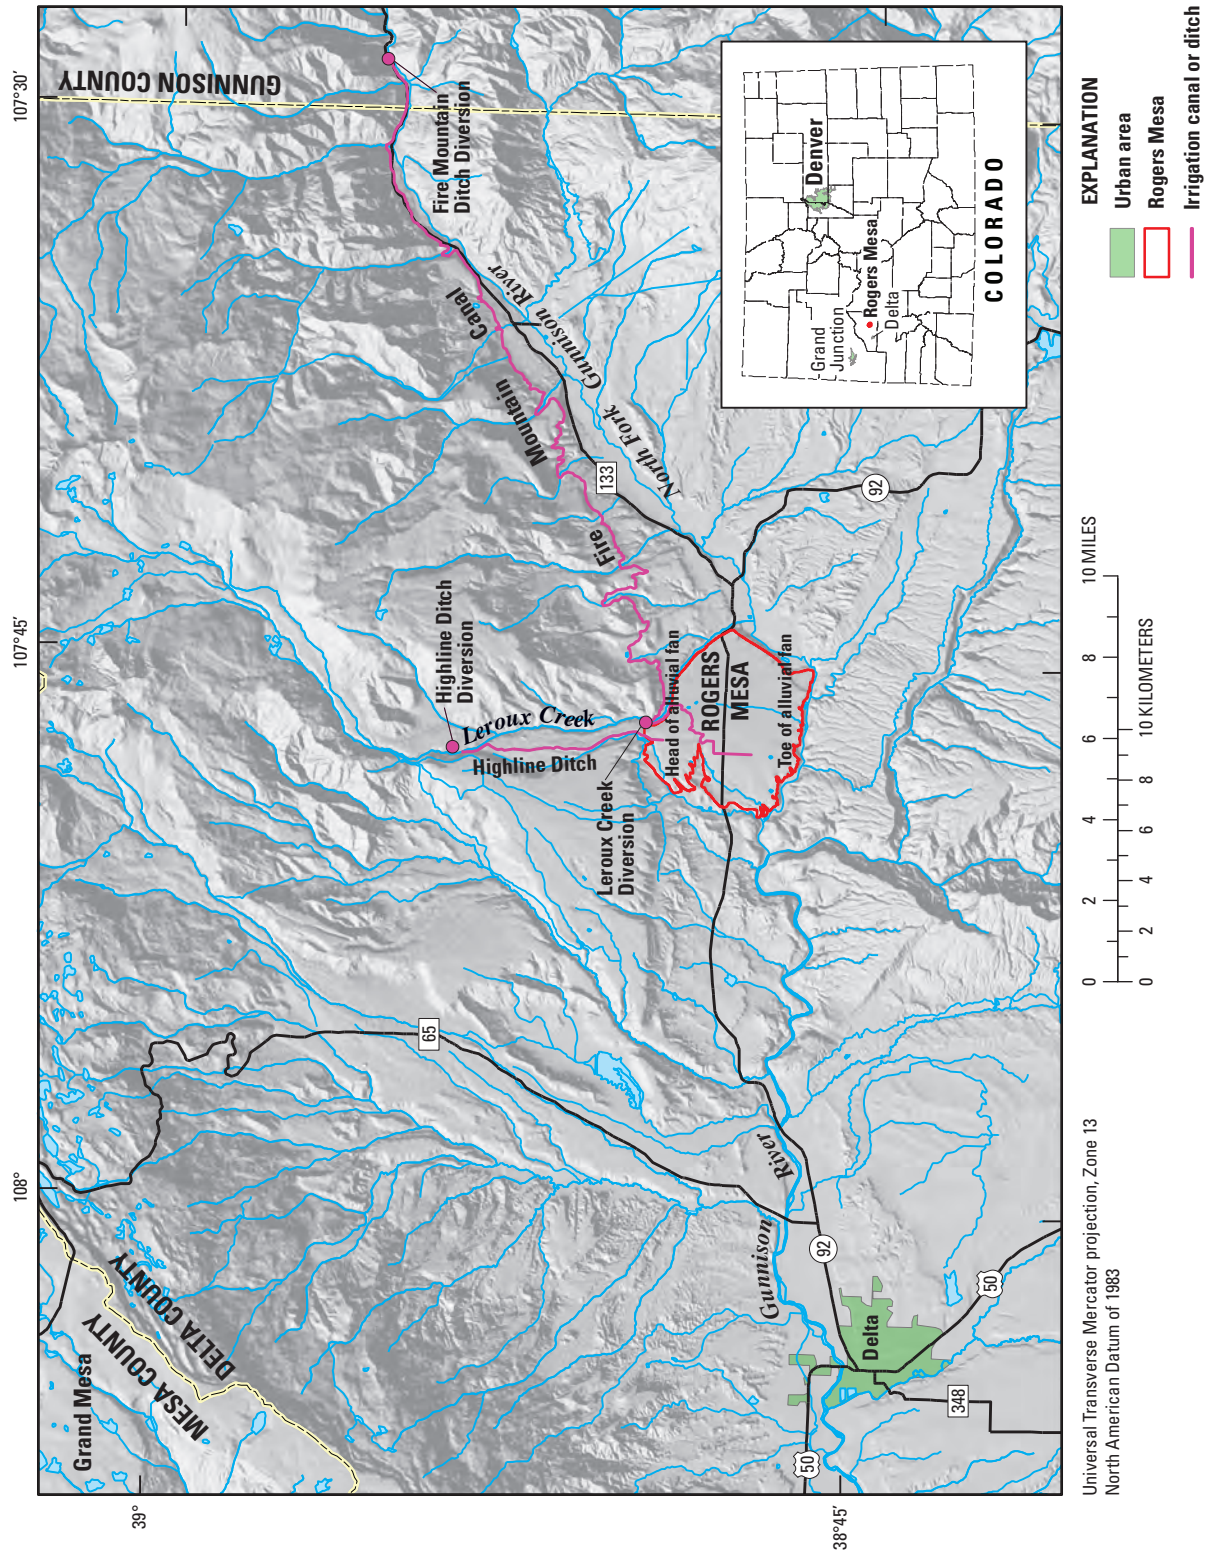 108°
107°45'
107°30'
39°
38°45'
Grand Mesa
MESA COUNTY
DELTA COUNTY
GUNNISON COUNTY
65
Highline Ditch
Diversion
Leroux Creek
Highline Ditch
Leroux Creek
Diversion
Fire Mountain
Ditch Diversion
Fire
Mountain
Canal
North Fork
Gunnison
River
133
Head of alluvial fan
ROGERS
MESA
Toe of alluvial fan
92
Gunnison
River
92
50
Delta
348
50
Grand
Junction
Rogers Mesa
Delta
Denver
COLORADO
Universal Transverse Mercator projection, Zone 13
North American Datum of 1983
0
2
4
6
8
10 MILES
0
2
4
6
8
10 KILOMETERS
EXPLANATION
Urban area
Rogers Mesa
Irrigation canal or ditch